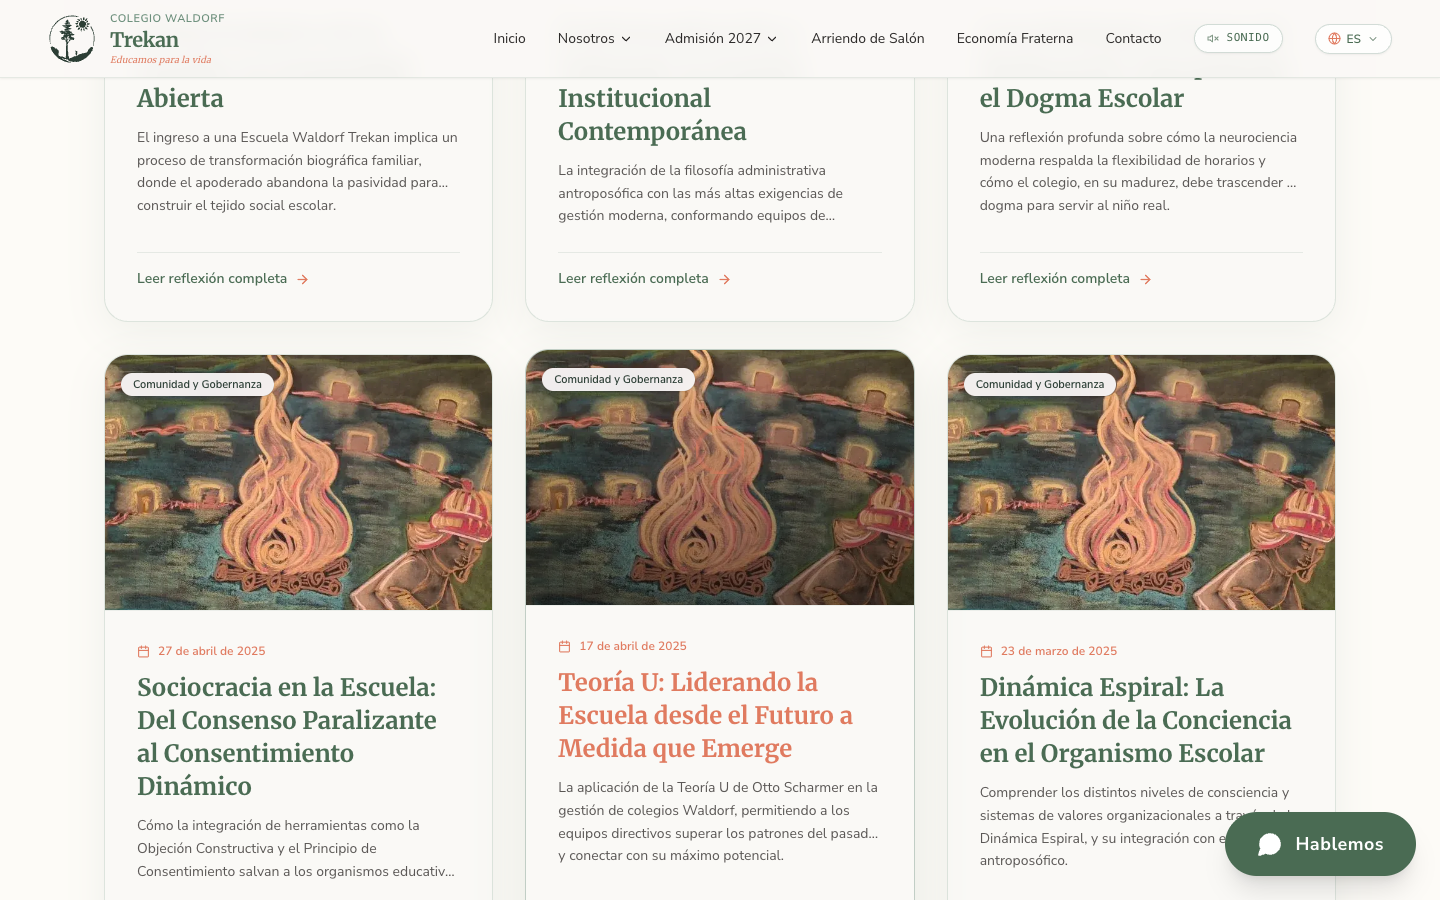 COLEGIO WALDORF
Trekan
Educamos para la vida
Inicio
Nosotros
Admisión 2027
Arriendo de Salón
Economía Fraterna
Contacto
SONIDO
ES
Abierta
El ingreso a una Escuela Waldorf Trekan implica un
proceso de transformación biográfica familiar,
donde el apoderado abandona la pasividad para...
construir el tejido social escolar.
Leer reflexión completa
Institucional
Contemporánea
La integración de la filosofía administrativa
antroposófica con las más altas exigencias de
gestión moderna, conformando equipos de...
Leer reflexión completa
el Dogma Escolar
Una reflexión profunda sobre cómo la neurociencia
moderna respalda la flexibilidad de horarios y
cómo el colegio, en su madurez, debe trascender ...
dogma para servir al niño real.
Leer reflexión completa
Comunidad y Gobernanza
27 de abril de 2025
Sociocracia en la Escuela:
Del Consenso Paralizante
al Consentimiento
Dinámico
Cómo la integración de herramientas como la
Objeción Constructiva y el Principio de
Consentimiento salvan a los organismos educativ...
Comunidad y Gobernanza
17 de abril de 2025
Teoría U: Liderando la
Escuela desde el Futuro a
Medida que Emerge
La aplicación de la Teoría U de Otto Scharmer en la
gestión de colegios Waldorf, permitiendo a los
equipos directivos superar los patrones del pasad...
y conectar con su máximo potencial.
Comunidad y Gobernanza
23 de marzo de 2025
Dinámica Espiral: La
Evolución de la Conciencia
en el Organismo Escolar
Comprender los distintos niveles de consciencia y
sistemas de valores organizacionales a
Dinámica Espiral, y su integración con
antroposófico.
Hablemos